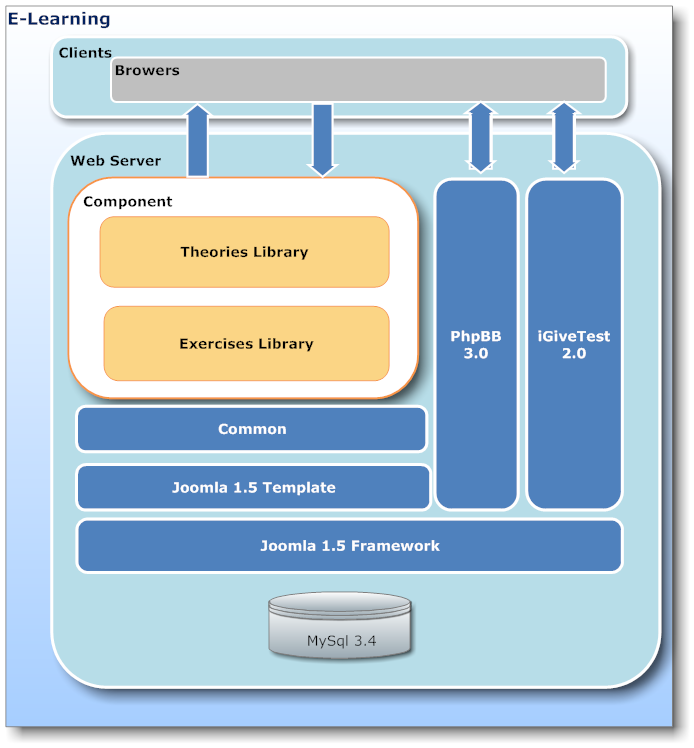 E-Learning
Clients
Browers
Web Server
Component
Theories Library
Exercises Library
PhpBB
3.0
iGiveTest
2.0
Common
Joomla 1.5 Template
Joomla 1.5 Framework
MySql 3.4